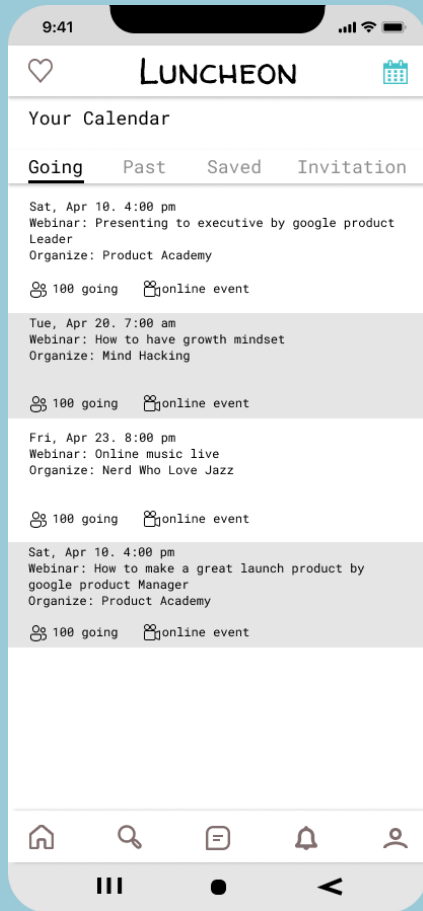 9:41
LUNCHEON
Your Calendar
Going Past Saved Invitation
Sat, Apr 10. 4:00 pm
Webinar: Presenting to executive by google product
Leader
Organize: Product Academy
100 going online event
Tue, Apr 20. 7:00 am
Webinar: How to have growth mindset
Organize: Mind Hacking
100 going online event
Fri, Apr 23. 8:00 pm
Webinar: Online music live
Organize: Nerd Who Love Jazz
100 going online event
Sat, Apr 10. 4:00 pm
Webinar: How to make a great launch product by
google product Manager
Organize: Product Academy
100 going online event